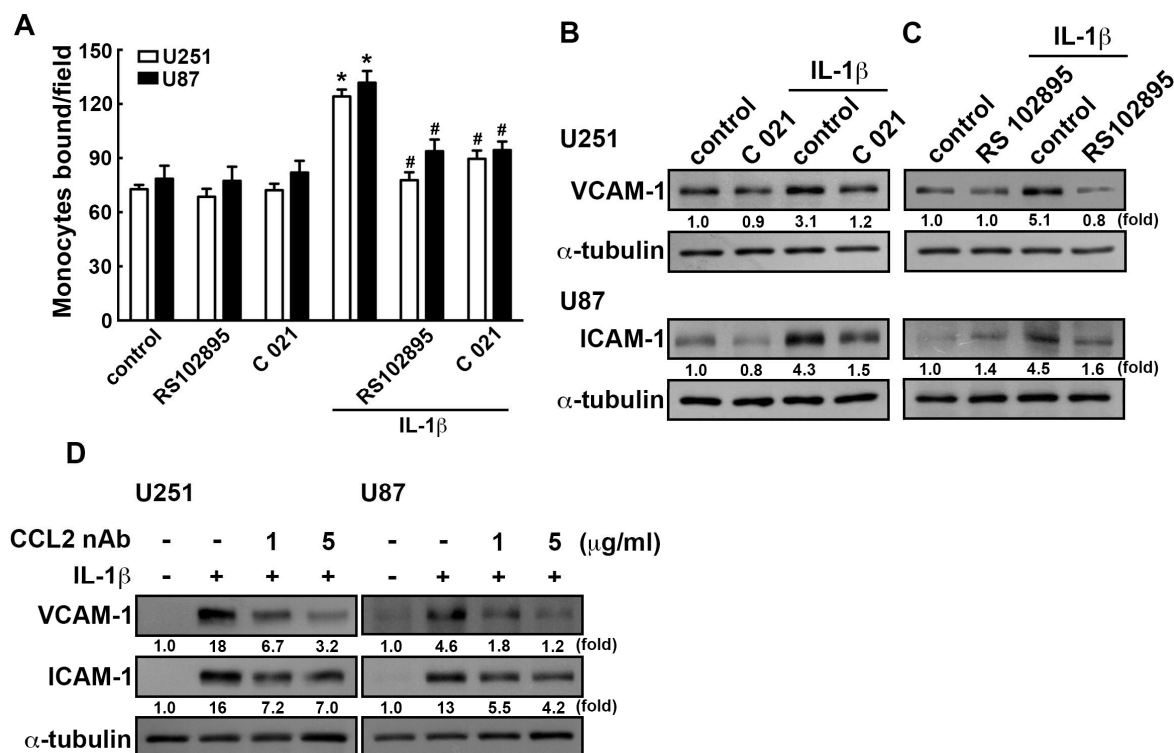 A
Monocytes bound/field
150
120
90
60
30
0
U251
U87
* *
# # # #
control
RS102895
C 021
RS102895
C 021
IL-1β
B
IL-1β
control
C 021
control
C 021
U251
VCAM-1
1.0 0.9 3.1 1.2
α-tubulin
U87
ICAM-1
1.0 0.8 4.3 1.5
α-tubulin
C
IL-1β
control
RS 102895
control
RS102895
1.0 1.0 5.1 0.8 (fold)
1.0 1.4 4.5 1.6 (fold)
D
U251 U87
CCL2 nAb - - 1 5 - - 1 5 (μg/ml)
IL-1β - + + + - + + +
VCAM-1
1.0 18 6.7 3.2 1.0 4.6 1.8 1.2 (fold)
ICAM-1
1.0 16 7.2 7.0 1.0 13 5.5 4.2 (fold)
α-tubulin